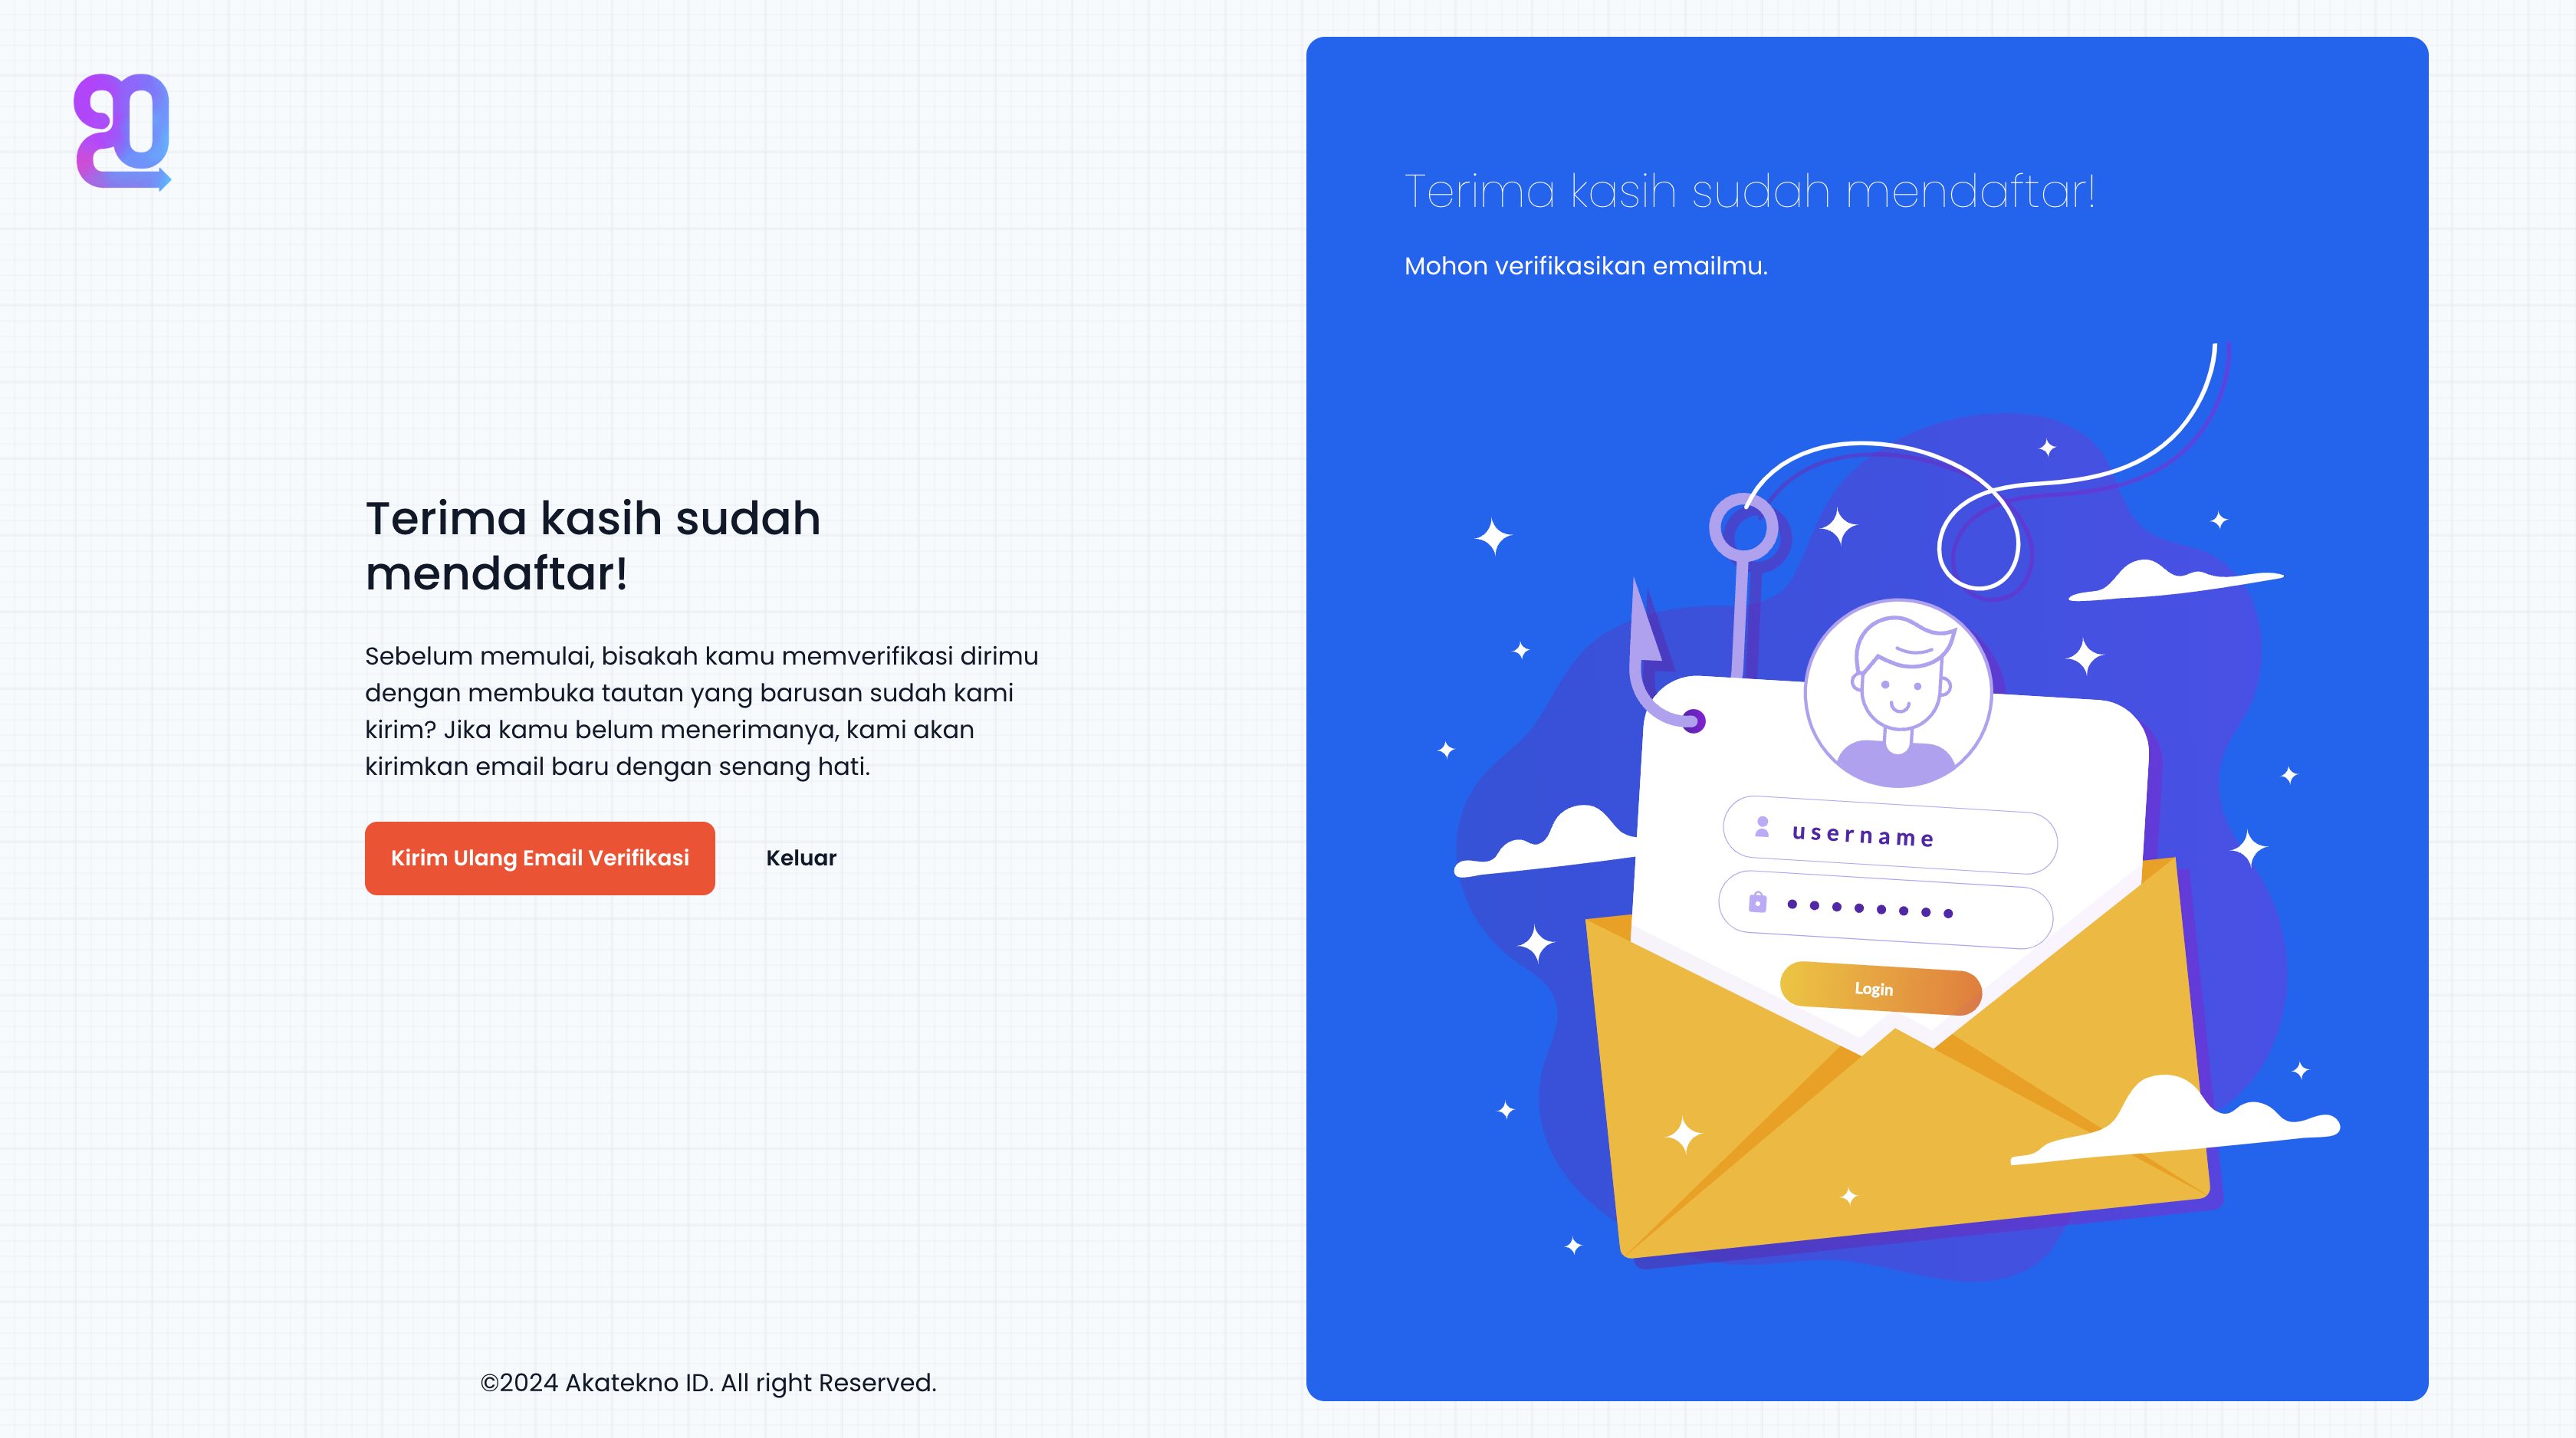 Terima kasih sudah
mendaftar!
Sebelum memulai, bisakah kamu memverifikasi dirimu
dengan membuka tautan yang barusan sudah kami
kirim? Jika kamu belum menerimanya, kami akan
kirimkan email baru dengan senang hati.
Kirim Ulang Email Verifikasi
Keluar
©2024 Akatekno ID. All right Reserved.
Terima kasih sudah mendaftar!
Mohon verifikasikan emailmu.
username
Login